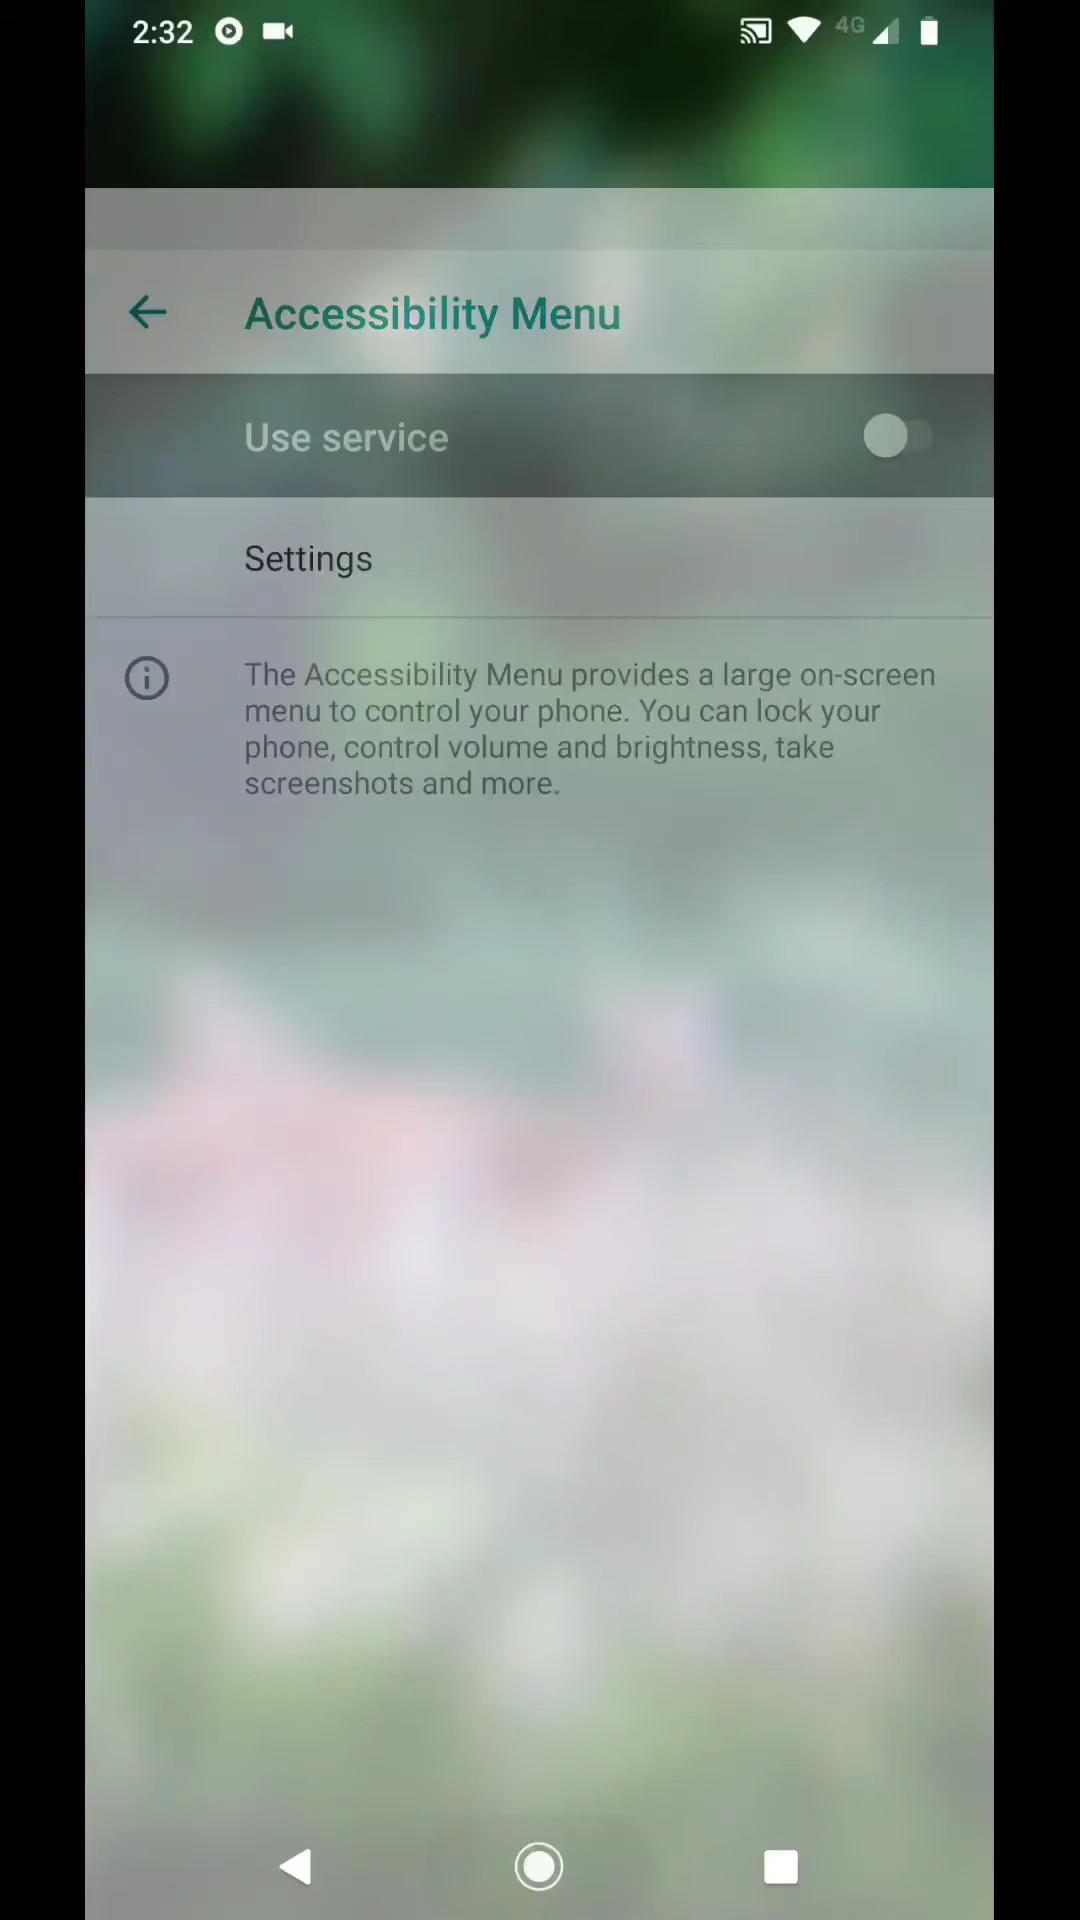 2:32
4G
Accessibility Menu
Use service
Settings
The Accessibility Menu provides a large on-screen
menu to control your phone. You can lock your
phone, control volume and brightness, take
screenshots and more.